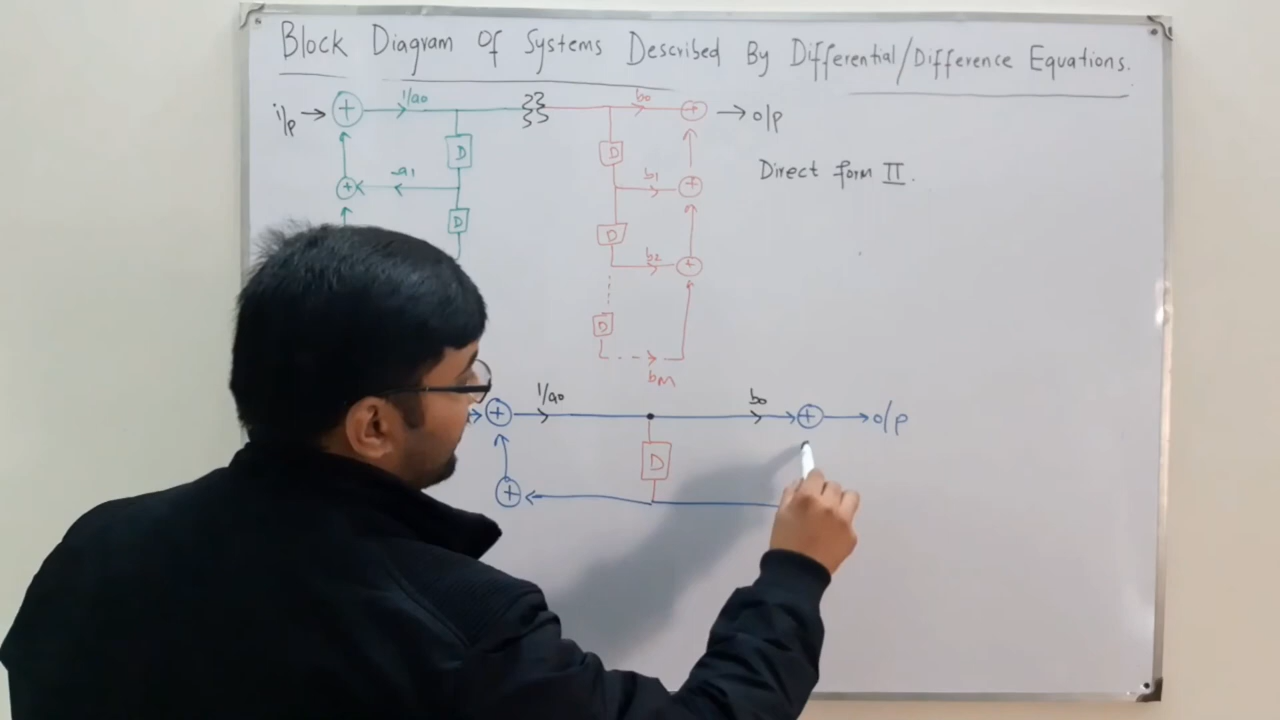 Block Diagram Of Systems Described By Differential/Difference Equations.
i/p 1/a0 b0 o/p
D D
Direct form II.
-a1 b1
D D
b2
D
bM
1/a0 b0 o/p
D